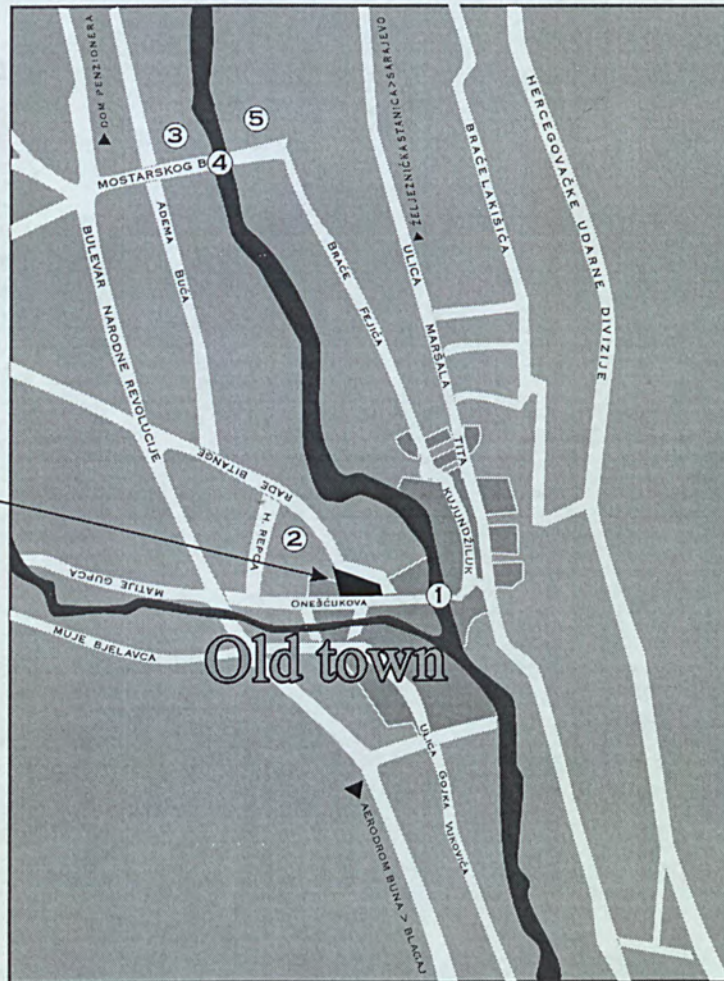 DOM PENZIONERA
ŽELJEZNIČKA STANICA > SARAJEVO
BRAĆE LAKIŠIĆA
HERCEGOVAČKE UDARNE DIVIZIJE
3
5
4
MOSTARSKOG B
ADEMA BUĆA
BULEVAR NARODNE REVOLUCIJE
BRAĆE FEJIĆA
ULICA MARŠALA TITA
RADE BITANGE
KUJUNDŽILUK
H. REPCA
2
MATIJE GUPCA
ONEŠĆUKOVA
1
MUJE BJELAVCA
Old town
ULICA GOJKA VUKOVIĆA
AERODROM BUNA > BLAGAJ